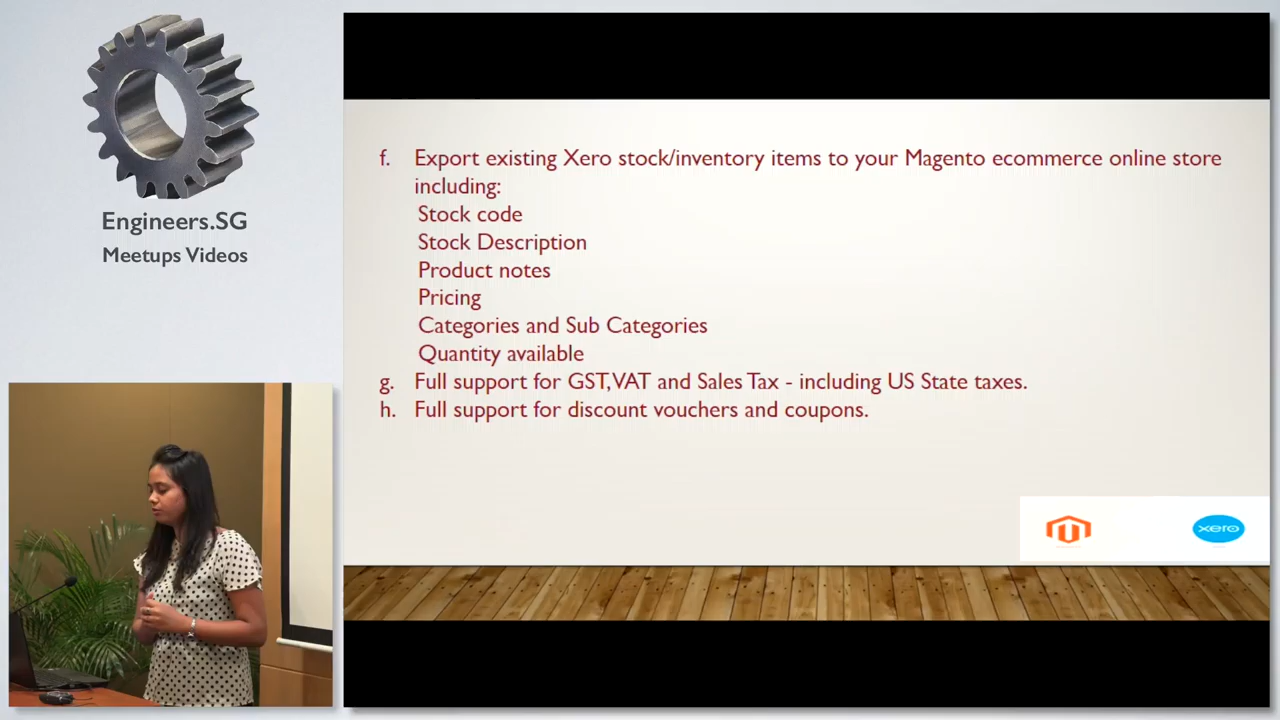 Engineers.SG
Meetups Videos
f. Export existing Xero stock/inventory items to your Magento ecommerce online store
including:
Stock code
Stock Description
Product notes
Pricing
Categories and Sub Categories
Quantity available
g. Full support for GST,VAT and Sales Tax - including US State taxes.
h. Full support for discount vouchers and coupons.
xero